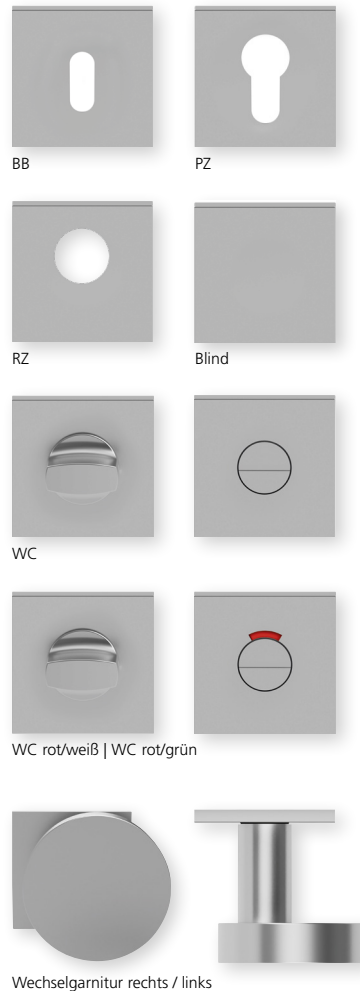 BB
PZ
RZ
Blind
WC
WC rot/weiß | WC rot/grün
Wechselgarnitur rechts / links